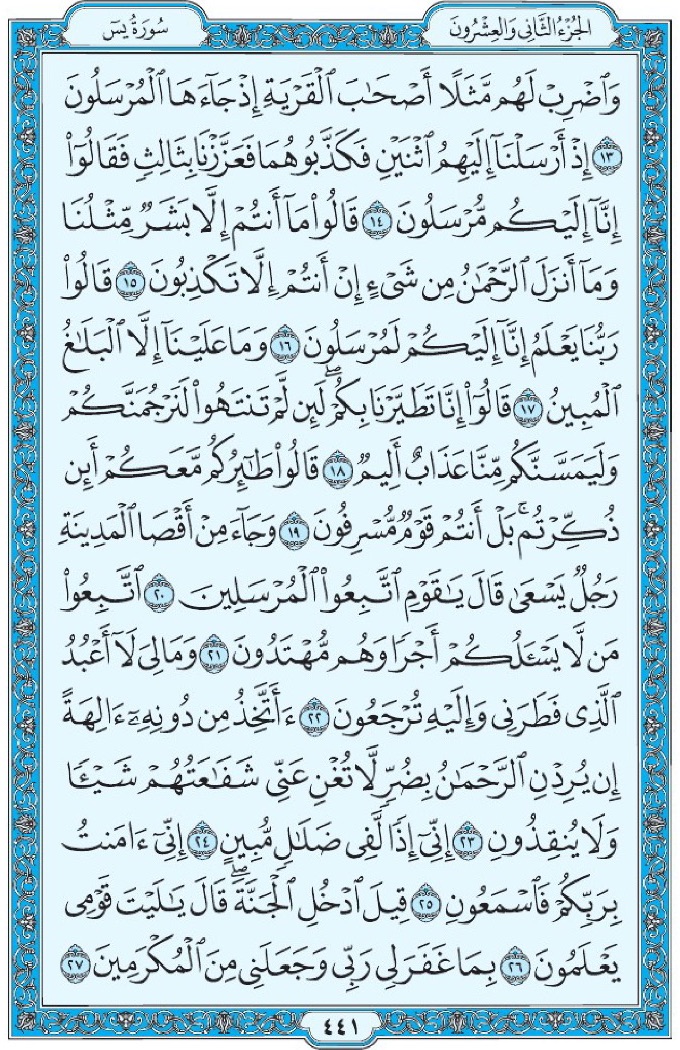 الجزء الثاني والعشرون
سورة يس
وَٱضۡرِبۡ لَهُم مَّثَلًا أَصۡحَٰبَ ٱلۡقَرۡيَةِ إِذۡ جَآءَهَا ٱلۡمُرۡسَلُونَ
١٣ إِذۡ أَرۡسَلۡنَآ إِلَيۡهِمُ ٱثۡنَيۡنِ فَكَذَّبُوهُمَا فَعَزَّزۡنَا بِثَالِثٖ فَقَالُوٓاْ
إِنَّآ إِلَيۡكُم مُّرۡسَلُونَ ١٤ قَالُواْ مَآ أَنتُمۡ إِلَّا بَشَرٞ مِّثۡلُنَا
وَمَآ أَنزَلَ ٱلرَّحۡمَٰنُ مِن شَيۡءٍ إِنۡ أَنتُمۡ إِلَّا تَكۡذِبُونَ ١٥ قَالُواْ
رَبُّنَا يَعۡلَمُ إِنَّآ إِلَيۡكُمۡ لَمُرۡسَلُونَ ١٦ وَمَا عَلَيۡنَآ إِلَّا ٱلۡبَلَٰغُ
ٱلۡمُبِينُ ١٧ قَالُوٓاْ إِنَّا تَطَيَّرۡنَا بِكُمۡۖ لَئِن لَّمۡ تَنتَهُواْ لَنَرۡجُمَنَّكُمۡ
وَلَيَمَسَّنَّكُم مِّنَّا عَذَابٌ أَلِيمٞ ١٨ قَالُواْ طَٰٓئِرُكُم مَّعَكُمۡ أَئِن
ذُكِّرۡتُمۚ بَلۡ أَنتُمۡ قَوۡمٞ مُّسۡرِفُونَ ١٩ وَجَآءَ مِنۡ أَقۡصَا ٱلۡمَدِينَةِ
رَجُلٞ يَسۡعَىٰ قَالَ يَٰقَوۡمِ ٱتَّبِعُواْ ٱلۡمُرۡسَلِينَ ٢٠ ٱتَّبِعُواْ
مَن لَّا يَسۡـَٔلُكُمۡ أَجۡرٗا وَهُم مُّهۡتَدُونَ ٢١ وَمَالِيَ لَآ أَعۡبُدُ
ٱلَّذِي فَطَرَنِي وَإِلَيۡهِ تُرۡجَعُونَ ٢٢ ءَأَتَّخِذُ مِن دُونِهِۦٓ ءَالِهَةً
إِن يُرِدۡنِ ٱلرَّحۡمَٰنُ بِضُرّٖ لَّا تُغۡنِ عَنِّي شَفَٰعَتُهُمۡ شَيۡـٔٗا
وَلَا يُنقِذُونِ ٢٣ إِنِّيٓ إِذٗا لَّفِي ضَلَٰلٖ مُّبِينٍ ٢٤ إِنِّيٓ ءَامَنتُ
بِرَبِّكُمۡ فَٱسۡمَعُونِ ٢٥ قِيلَ ٱدۡخُلِ ٱلۡجَنَّةَۖ قَالَ يَٰلَيۡتَ قَوۡمِي
يَعۡلَمُونَ ٢٦ بِمَا غَفَرَ لِي رَبِّي وَجَعَلَنِي مِنَ ٱلۡمُكۡرَمِينَ ٢٧
٤٤١